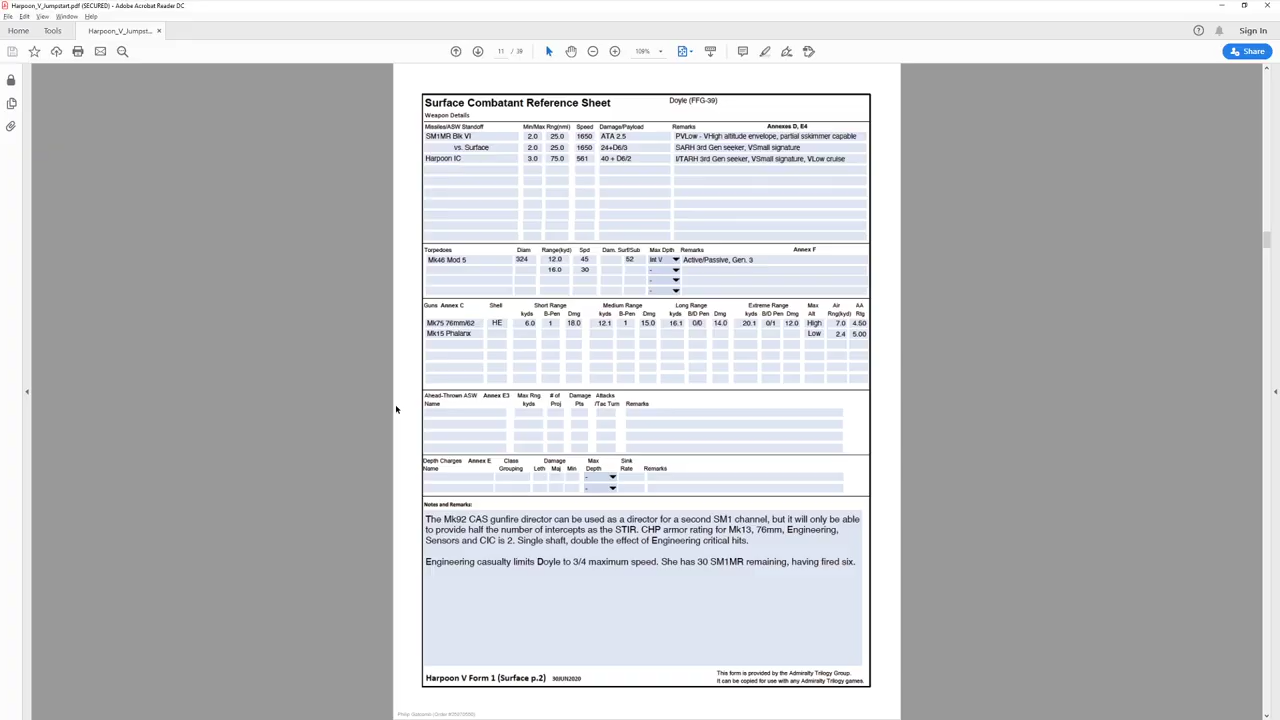 Harpoon_V_Jumpstart.pdf (SECURED) - Adobe Acrobat Reader DC
File Edit View Window Help
Home Tools Harpoon_V_Jumpst... × Sign In
11 / 39 109% Share
Surface Combatant Reference Sheet Doyle (FFG-39)
Weapon Details
Missiles/ASW Standoff Min/Max Rng(nmi) Speed Damage/Payload Remarks Annexes D, E4
SM1MR Blk VI 2.0 25.0 1650 ATA 2.5 PVLow - VHigh altitude envelope, partial sskimmer capable
vs. Surface 2.0 25.0 1650 24+D6/3 SARH 3rd Gen seeker, VSmall signature
Harpoon IC 3.0 75.0 561 40 + D6/2 I/TARH 3rd Gen seeker, VSmall signature, VLow cruise
Torpedoes Diam Range(kyd) Spd Dam. Surf/Sub Max Dpth Remarks Annex F
Mk46 Mod 5 324 12.0 45 52 Int V Active/Passive, Gen. 3
16.0 30 -
-
-
Guns Annex C Shell Short Range Medium Range Long Range Extreme Range Max Air AA
kyds B-Pen Dmg kyds B-Pen Dmg kyds B/D Pen Dmg kyds B/D Pen Dmg Alt Rng(kyd) Rtg
Mk75 76mm/62 HE 6.0 1 18.0 12.1 1 15.0 16.1 0/0 14.0 20.1 0/1 12.0 High 7.0 4.50
Mk15 Phalanx Low 2.4 5.00
Ahead-Thrown ASW Annex E3 Max Rng # of Damage Attacks
Name kyds Proj Pts /Tac Turn Remarks
Depth Charges Annex E Class Damage Max Sink
Name Grouping Leth Maj Min Depth Rate Remarks
-
-
Notes and Remarks:
The Mk92 CAS gunfire director can be used as a director for a second SM1 channel, but it will only be able
to provide half the number of intercepts as the STIR. CHP armor rating for Mk13, 76mm, Engineering,
Sensors and CIC is 2. Single shaft, double the effect of Engineering critical hits.
Engineering casualty limits Doyle to 3/4 maximum speed. She has 30 SM1MR remaining, having fired six.
This form is provided by the Admiralty Trilogy Group.
Harpoon V Form 1 (Surface p.2) 30JUN2020 It can be copied for use with any Admiralty Trilogy games.